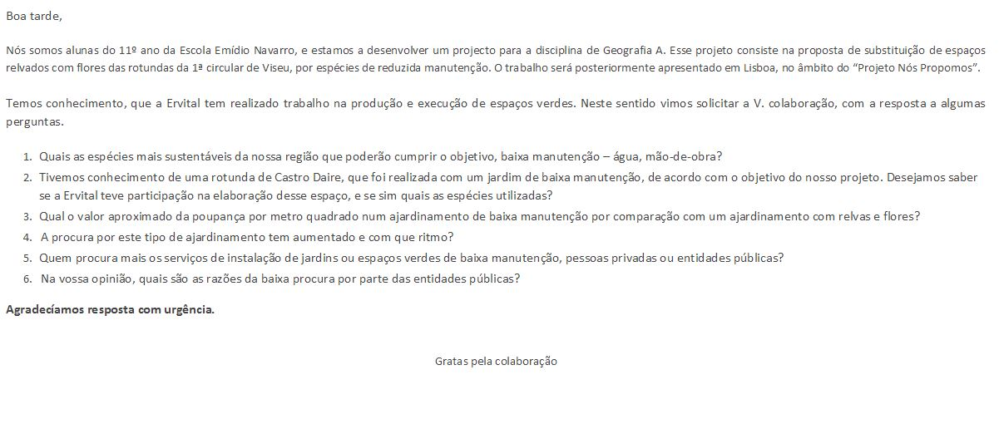 Boa tarde,
Nós somos alunas do 11º ano da Escola Emídio Navarro, e estamos a desenvolver um projecto para a disciplina de Geografia A. Esse projeto consiste na proposta de substituição de espaços
relvados com flores das rotundas da 1ª circular de Viseu, por espécies de reduzida manutenção. O trabalho será posteriormente apresentado em Lisboa, no âmbito do “Projeto Nós Propomos”.
Temos conhecimento, que a Ervital tem realizado trabalho na produção e execução de espaços verdes. Neste sentido vimos solicitar a V. colaboração, com a resposta a algumas
perguntas.
1. Quais as espécies mais sustentáveis da nossa região que poderão cumprir o objetivo, baixa manutenção – água, mão-de-obra?
2. Tivemos conhecimento de uma rotunda de Castro Daire, que foi realizada com um jardim de baixa manutenção, de acordo com o objetivo do nosso projeto. Desejamos saber
se a Ervital teve participação na elaboração desse espaço, e se sim quais as espécies utilizadas?
3. Qual o valor aproximado da poupança por metro quadrado num ajardinamento de baixa manutenção por comparação com um ajardinamento com relvas e flores?
4. A procura por este tipo de ajardinamento tem aumentado e com que ritmo?
5. Quem procura mais os serviços de instalação de jardins ou espaços verdes de baixa manutenção, pessoas privadas ou entidades públicas?
6. Na vossa opinião, quais são as razões da baixa procura por parte das entidades públicas?
Agradecíamos resposta com urgência.
Gratas pela colaboração